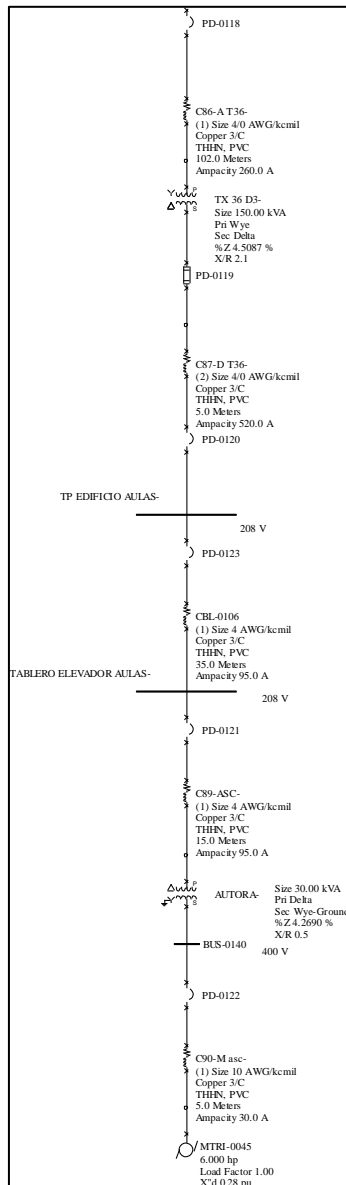 PD-0118
C86-A T36-
(1) Size 4/0 AWG/kcmil
Copper 3/C
THHN, PVC
102.0 Meters
Ampacity 260.0 A
P
S
TX 36 D3-
Size 150.00 kVA
Pri Wye
Sec Delta
%Z 4.5087 %
X/R 2.1
PD-0119
C87-D T36-
(2) Size 4/0 AWG/kcmil
Copper 3/C
THHN, PVC
5.0 Meters
Ampacity 520.0 A
PD-0120
TP EDIFICIO AULAS-
208 V
PD-0123
CBL-0106
(1) Size 4 AWG/kcmil
Copper 3/C
THHN, PVC
35.0 Meters
Ampacity 95.0 A
TABLERO ELEVADOR AULAS-
208 V
PD-0121
C89-ASC-
(1) Size 4 AWG/kcmil
Copper 3/C
THHN, PVC
15.0 Meters
Ampacity 95.0 A
P
S
AUTORA-
Size 30.00 kVA
Pri Delta
Sec Wye-Ground
%Z 4.2690 %
X/R 0.5
BUS-0140
400 V
PD-0122
C90-M asc-
(1) Size 10 AWG/kcmil
Copper 3/C
THHN, PVC
5.0 Meters
Ampacity 30.0 A
MTRI-0045
6.000 hp
Load Factor 1.00
X"d 0.28 pu